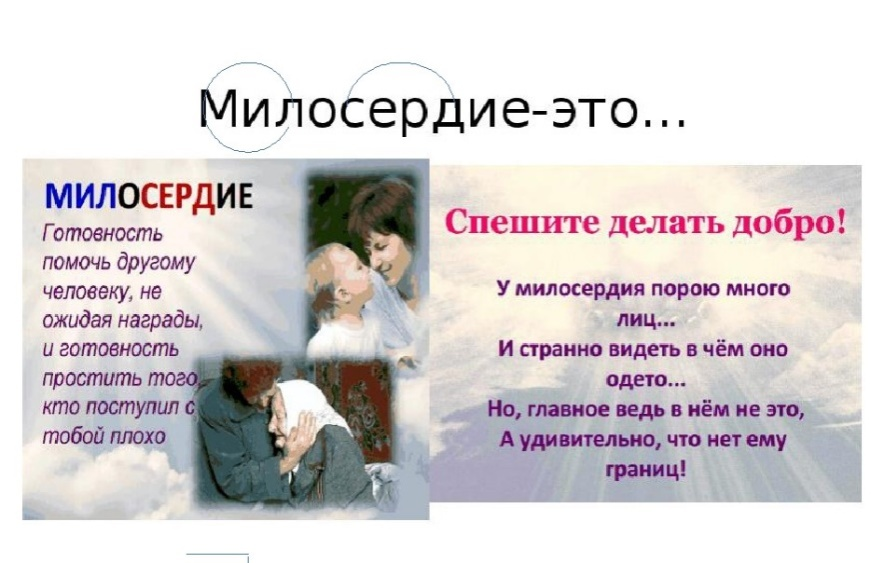 Милосердие-это...
МИЛОСЕРДИЕ
Готовность
помочь другому
человеку, не
ожидая награды,
и готовность
простить того,
кто поступил с
тобой плохо
Спешите делать добро!
У милосердия порою много
лиц...
И странно видеть в чём оно
одето...
Но, главное ведь в нём не это,
А удивительно, что нет ему
границ!